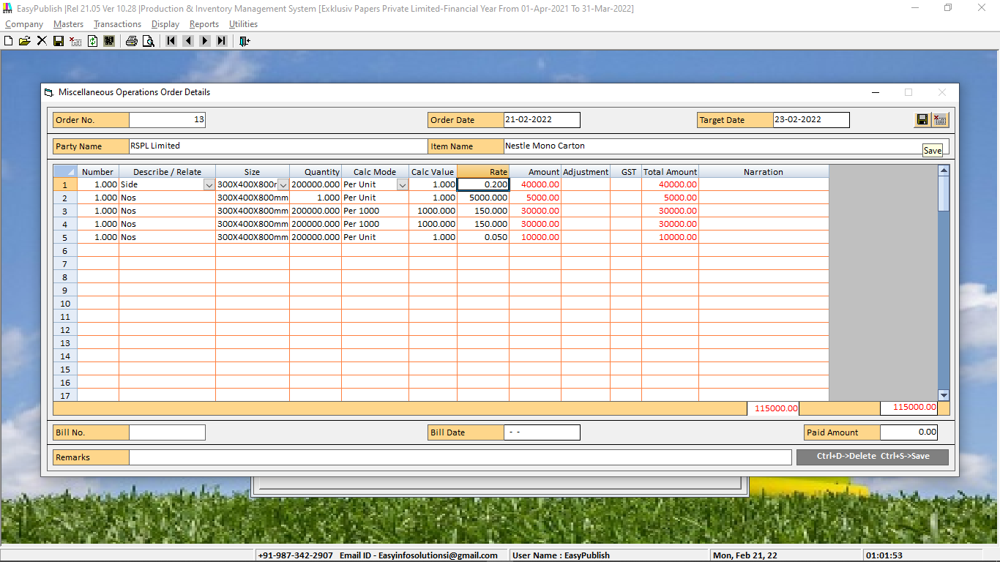 EasyPublish |Rel 21.05 Ver 10.28 |Production & Inventory Management System [Exklusiv Papers Private Limited-Financial Year From 01-Apr-2021 To 31-Mar-2022]
Company Masters Transactions Display Reports Utilities
Miscellaneous Operations Order Details
Order No. 13 Order Date 21-02-2022 Target Date 23-02-2022
Party Name RSPL Limited Item Name Nestle Mono Carton
Save
Number Describe / Relate Size Quantity Calc Mode Calc Value Rate Amount Adjustment GST Total Amount Narration
1 1.000 Side 300X400X800r 200000.000 Per Unit 1.000 0.200 40000.00 40000.00
2 1.000 Nos 300X400X800mm 1.000 Per Unit 1.000 5000.000 5000.00 5000.00
3 1.000 Nos 300X400X800mm 200000.000 Per 1000 1000.000 150.000 30000.00 30000.00
4 1.000 Nos 300X400X800mm 200000.000 Per 1000 1000.000 150.000 30000.00 30000.00
5 1.000 Nos 300X400X800mm 200000.000 Per Unit 1.000 0.050 10000.00 10000.00
6
7
8
9
10
11
12
13
14
15
16
17
115000.00 115000.00
Bill No. Bill Date - - Paid Amount 0.00
Remarks Ctrl+D->Delete Ctrl+S->Save
+91-987-342-2907 Email ID - Easyinfosolutionsi@gmail.com User Name : EasyPublish Mon, Feb 21, 22 01:01:53